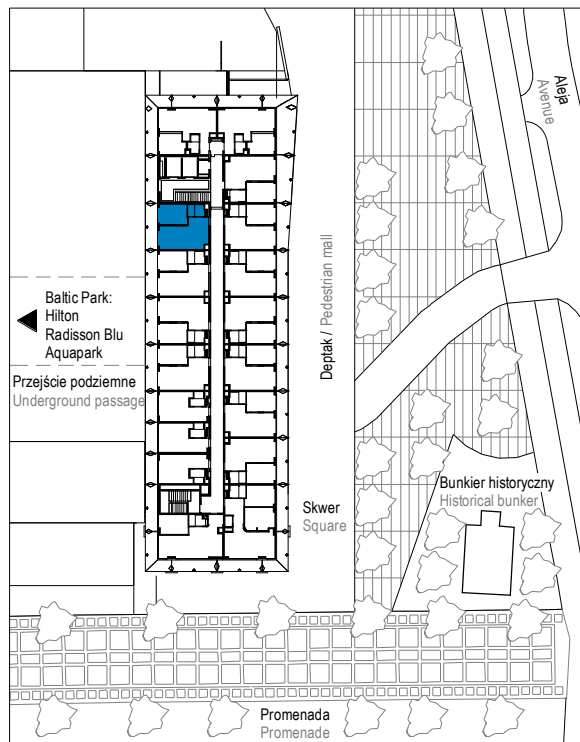 Aleja
Avenue
Baltic Park:
Hilton
Radisson Blu
Aquapark
Przejście podziemne
Underground passage
Deptak / Pedestrian mall
Bunkier historyczny
Historical bunker
Skwer
Square
Promenada
Promenade